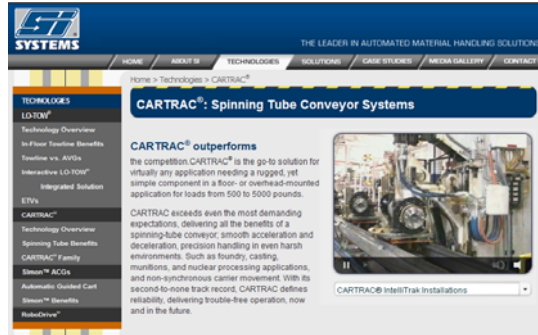 SI
SYSTEMS
THE LEADER IN AUTOMATED MATERIAL HANDLING SOLUTIONS
HOME
ABOUT SI
TECHNOLOGIES
SOLUTIONS
CASE STUDIES
MEDIA GALLERY
CONTACT
Home > Technologies > CARTRAC®
TECHNOLOGIES
LO-TOW®
Technology Overview
In-Floor Towline Benefits
Towline vs. AVGs
Interactive LO-TOW®
Integrated Solution
ETVs
CARTRAC®
Technology Overview
Spinning Tube Benefits
CARTRAC® Family
Simon™ ACGs
Automatic Guided Cart
Simon™ Benefits
RoboDrive®
CARTRAC®: Spinning Tube Conveyor Systems
CARTRAC® outperforms
the competition.CARTRAC® is the go-to solution for
virtually any application needing a rugged, yet
simple component in a floor- or overhead-mounted
application for loads from 500 to 5000 pounds.
CARTRAC exceeds even the most demanding
expectations, delivering all the benefits of a
spinning-tube conveyor, smooth acceleration and
deceleration, precision handling in even harsh
environments. Such as foundry, casting,
munitions, and nuclear processing applications,
and non-synchronous carrier movement. With its
second-to-none track record, CARTRAC defines
reliability, delivering trouble-free operation, now
and in the future.
CARTRAC® IntelliTrak Installations